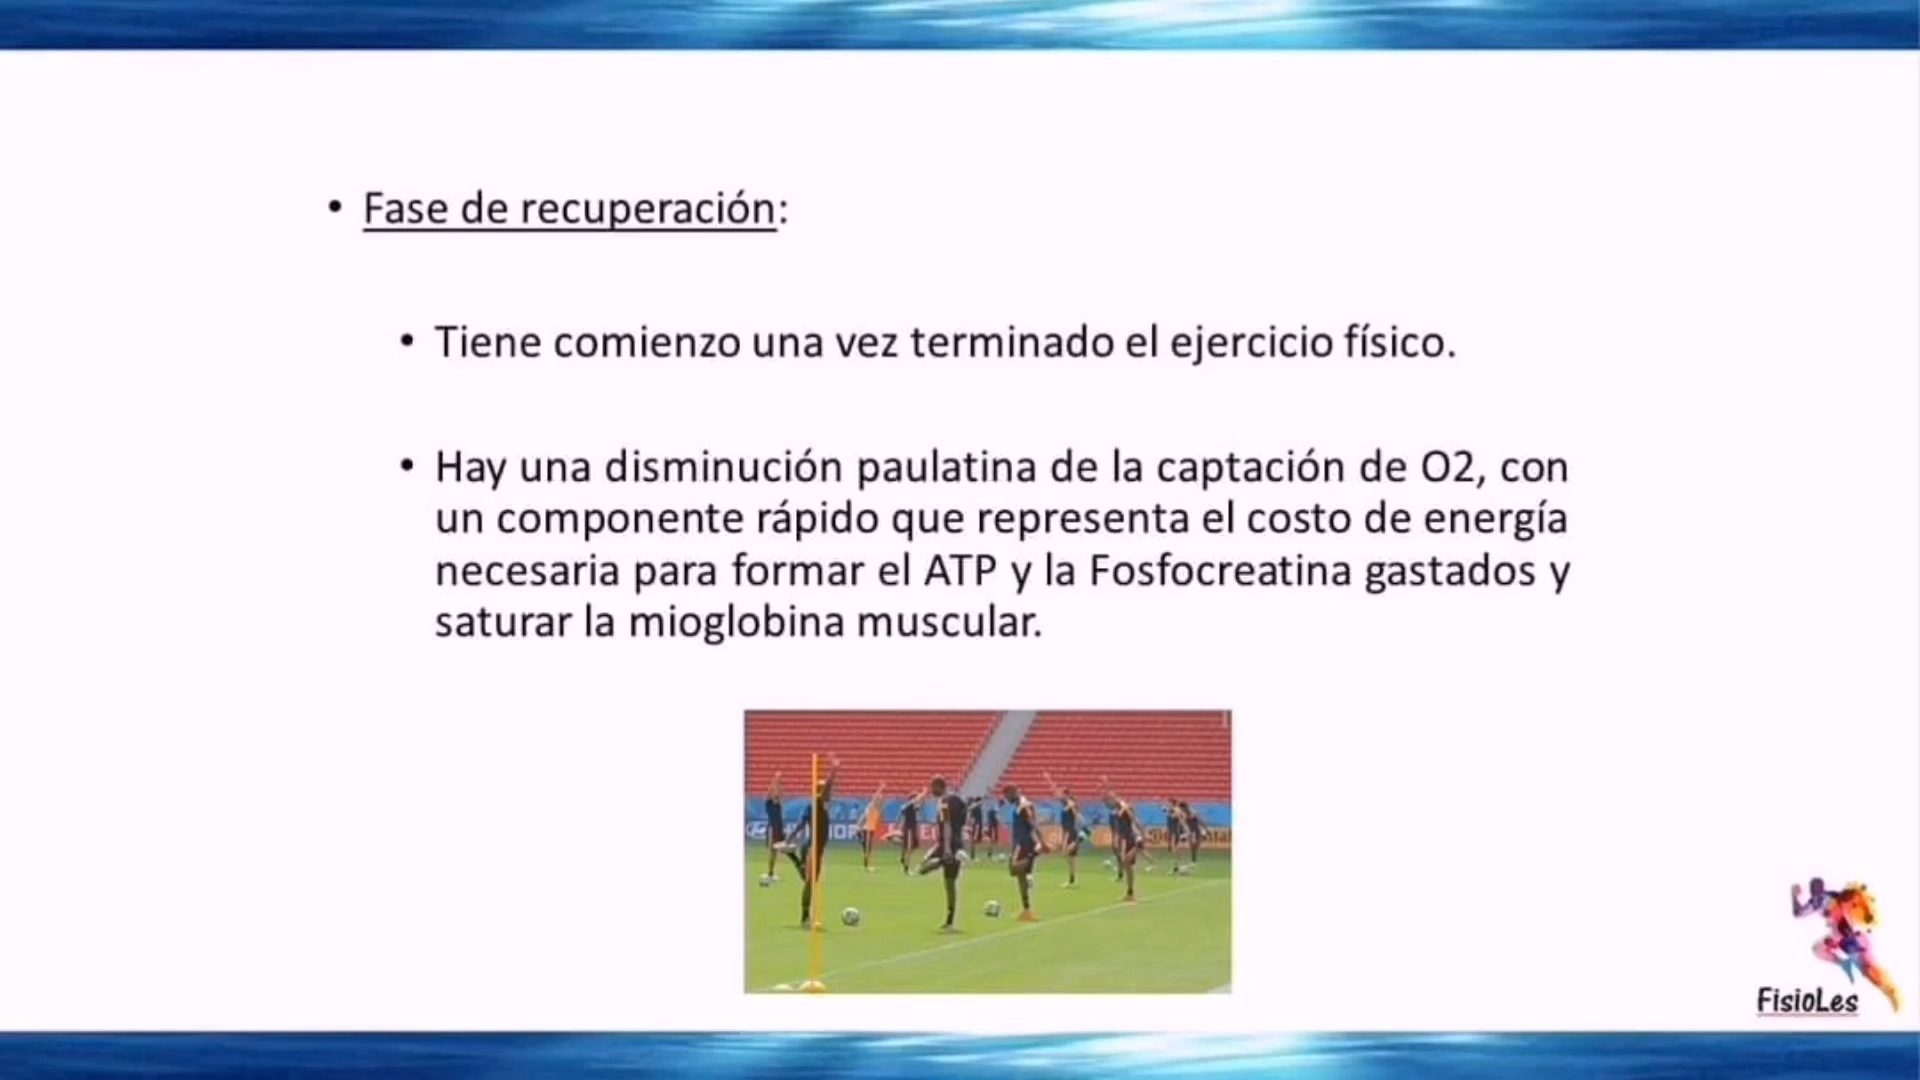 • Fase de recuperación:
• Tiene comienzo una vez terminado el ejercicio físico.
• Hay una disminución paulatina de la captación de O2, con
un componente rápido que representa el costo de energía
necesaria para formar el ATP y la Fosfocreatina gastados y
saturar la mioglobina muscular.
FisioLes